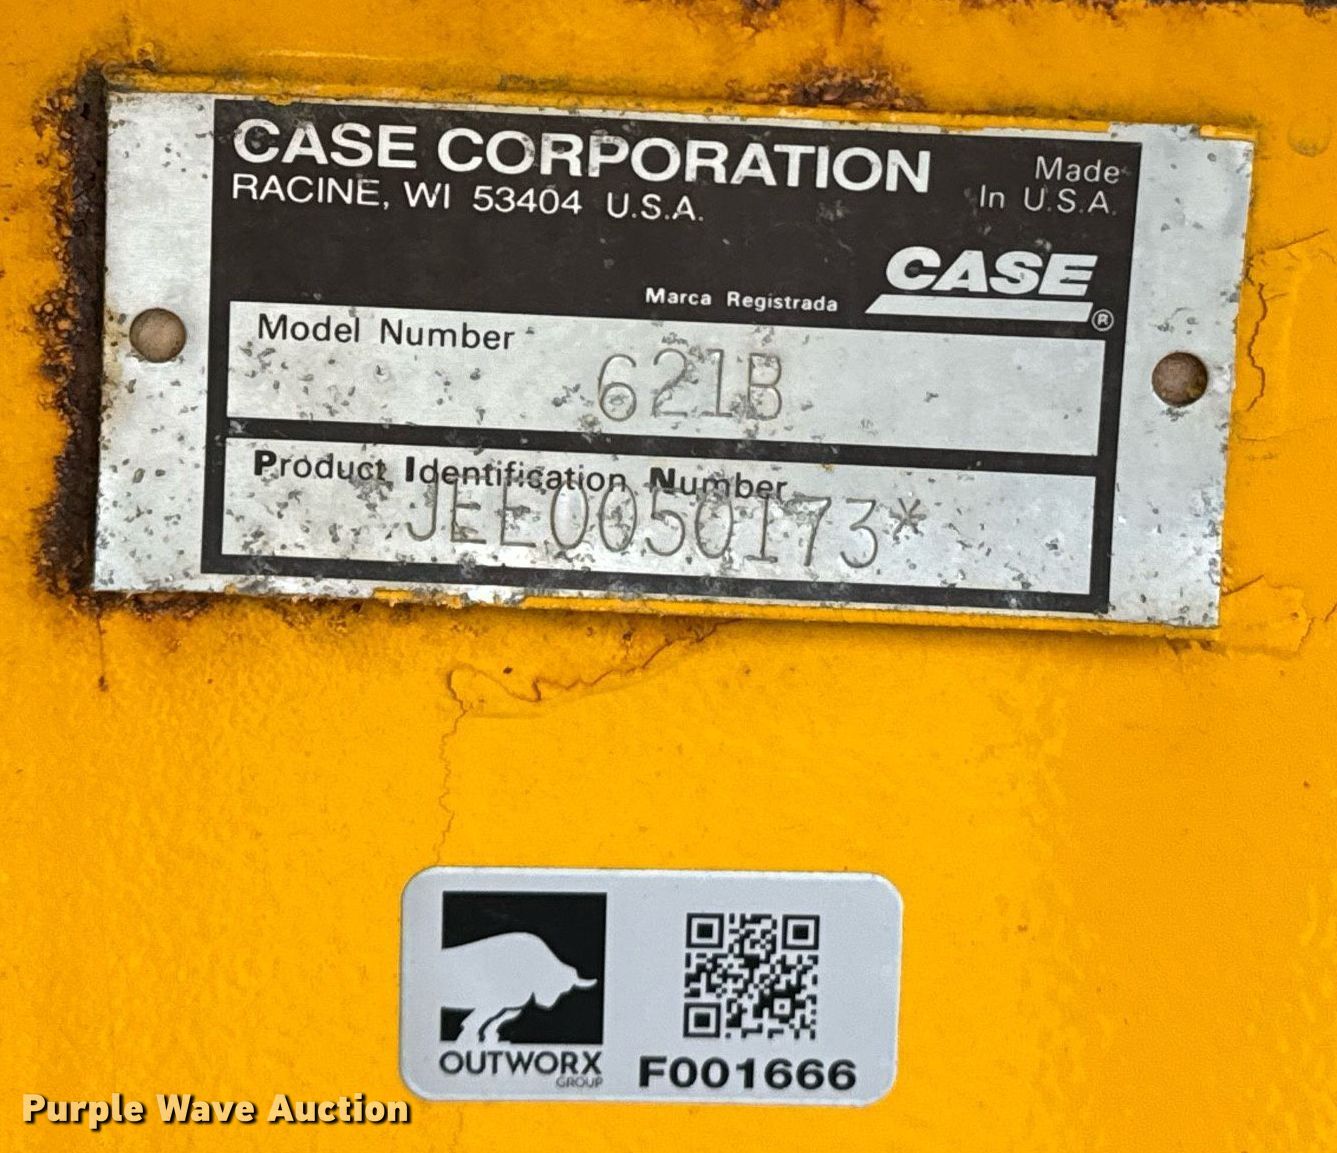 CASE CORPORATION
RACINE, WI 53404 U.S.A.
Made
In U.S.A.
CASE
Marca Registrada
®
Model Number
621B
Product Identification Number
JEE0050173*
OUTWORX
GROUP
F001666
Purple Wave Auction